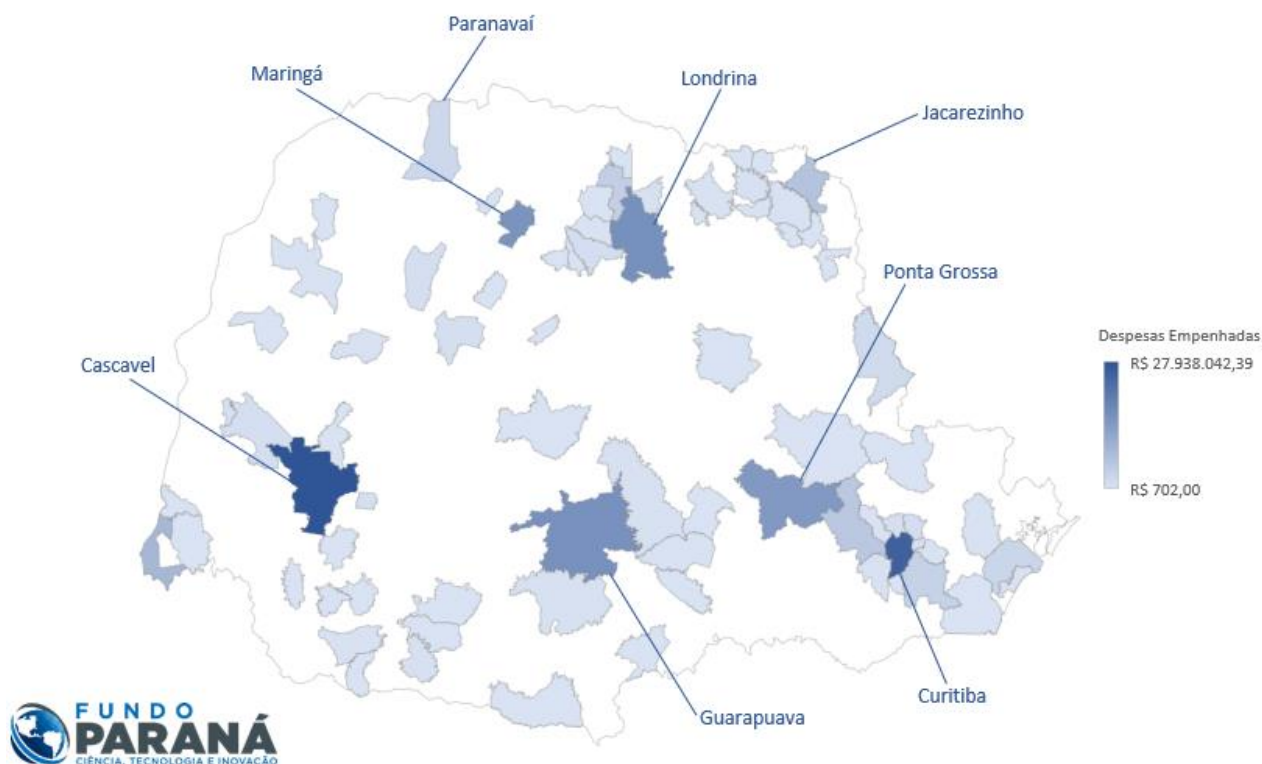 Paranavaí
Maringá
Londrina
Jacarezinho
Ponta Grossa
Despesas Empenhadas
R$ 27.938.042,39
Cascavel
R$ 702,00
Curitiba
Guarapuava
FUNDO
PARANÁ
CIÊNCIA, TECNOLOGIA E INOVAÇÃO